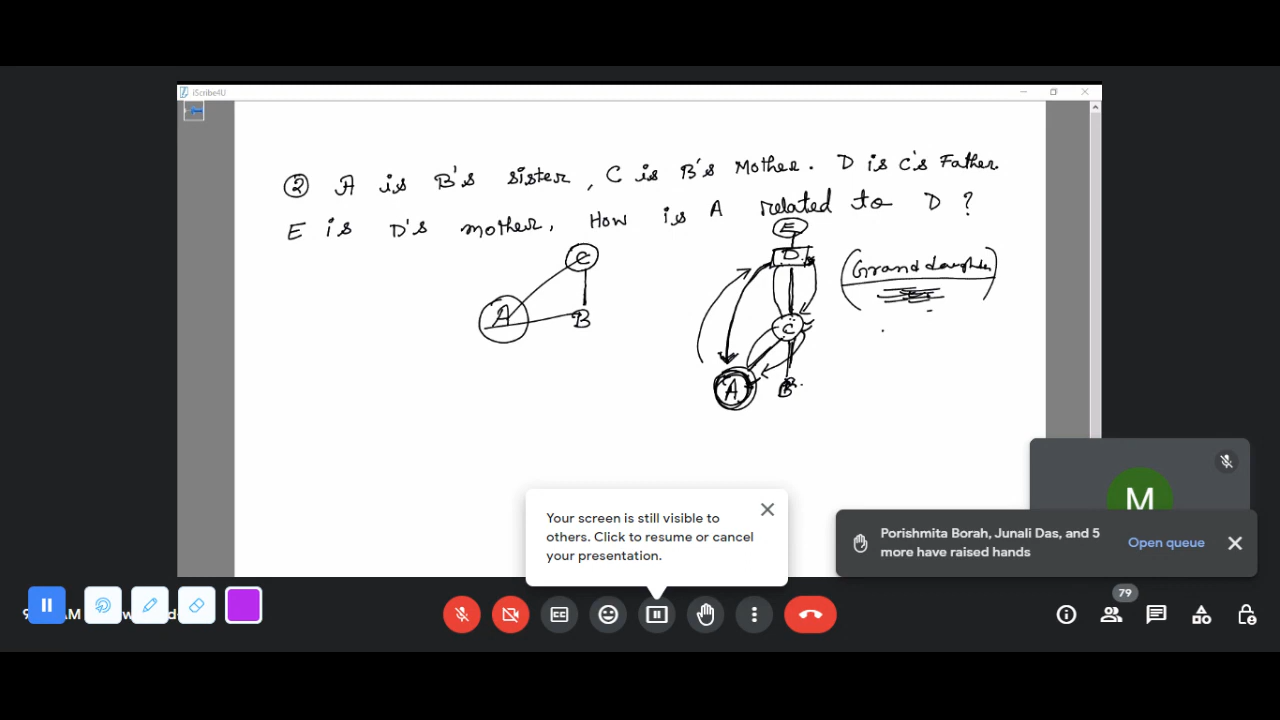 iScribe4U
② A is B's sister, C is B's Mother. D is C's Father
E is D's mother, How is A related to D ?
E
D
C
A
B
C
A
B
(Grand daughter)
M
Your screen is still visible to
others. Click to resume or cancel
your presentation.
Porishmita Borah, Junali Das, and 5
more have raised hands
Open queue
79